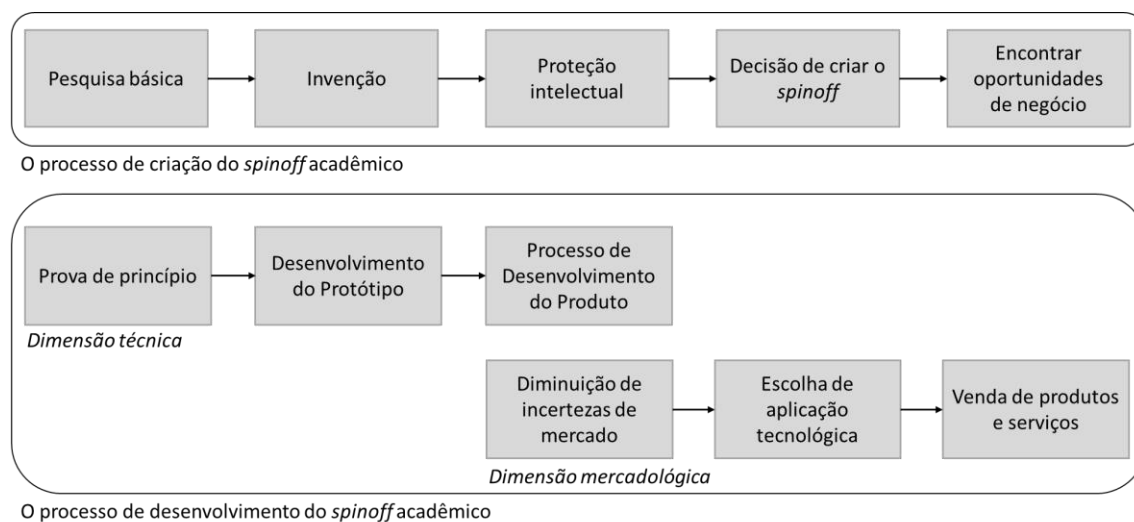 Pesquisa básica
Invenção
Proteção
intelectual
Decisão de criar o
spinoff
Encontrar
oportunidades
de negócio
O processo de criação do spinoff acadêmico
Prova de princípio
Desenvolvimento
do Protótipo
Processo de
Desenvolvimento
do Produto
Dimensão técnica
Diminuição de
incertezas de
mercado
Escolha de
aplicação
tecnológica
Venda de produtos
e serviços
Dimensão mercadológica
O processo de desenvolvimento do spinoff acadêmico